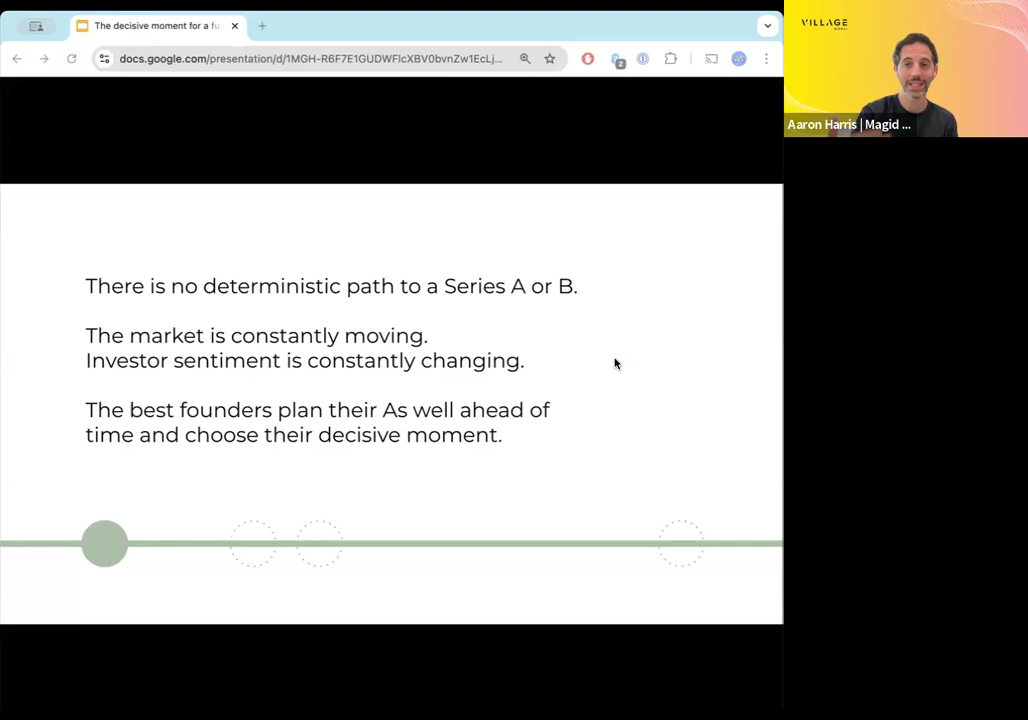 The decisive moment for a fu
docs.google.com/presentation/d/1MGH-R6F7E1GUDWFlcXBV0bvnZw1EcLj...
2
VILLAGE
Aaron Harris | Magid ...
There is no deterministic path to a Series A or B.
The market is constantly moving.
Investor sentiment is constantly changing.
The best founders plan their As well ahead of
time and choose their decisive moment.